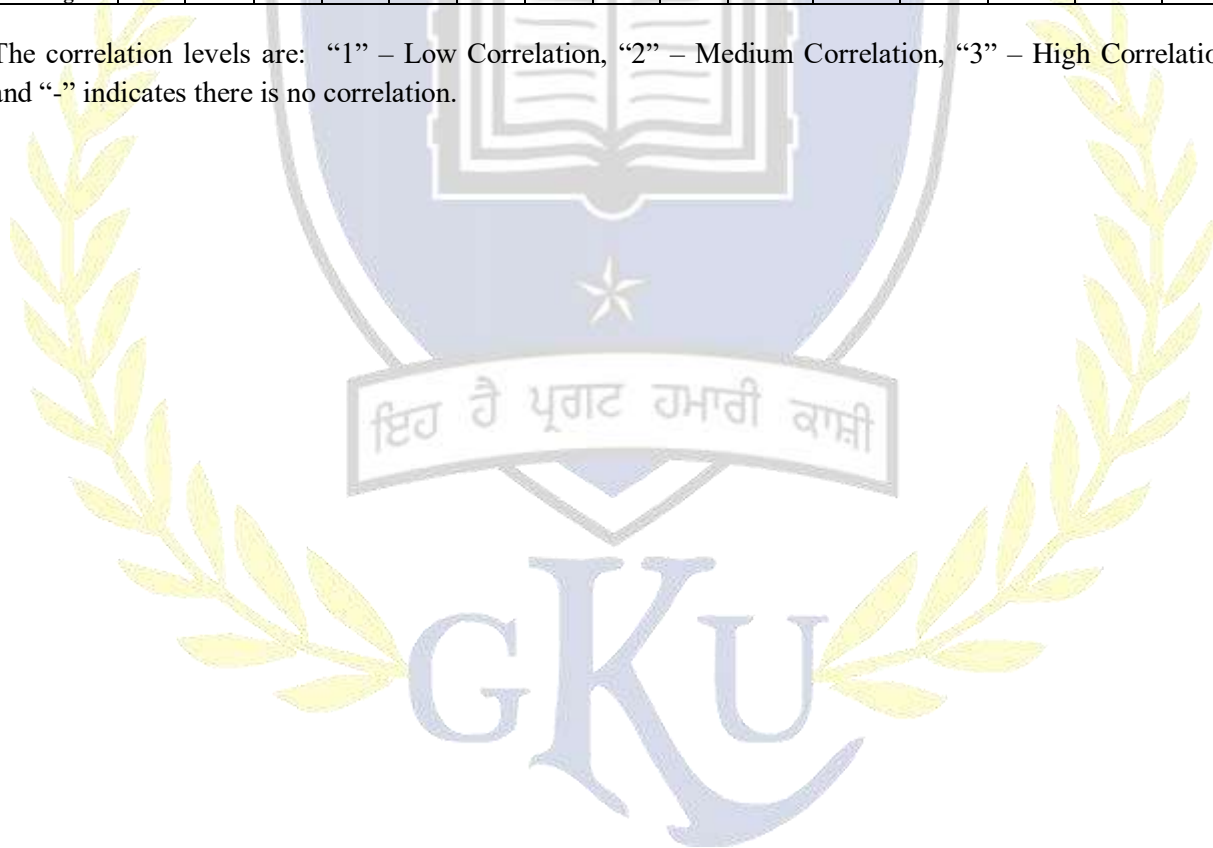 The correlation levels are: “1” – Low Correlation, “2” – Medium Correlation, “3” – High
and “-” indicates there is no correlation.
ਇਹ ਹੈ ਪ੍ਰਗਟ ਹਮਾਰੀ ਕਾਸ਼ੀ
GKU